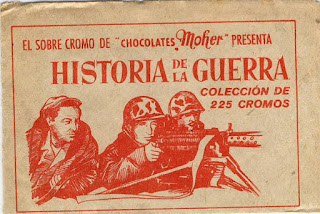 EL SOBRE CROMO DE "CHOCOLATES Moher" PRESENTA
HISTORIA DE LA GUERRA
COLECCIÓN DE
225 CROMOS